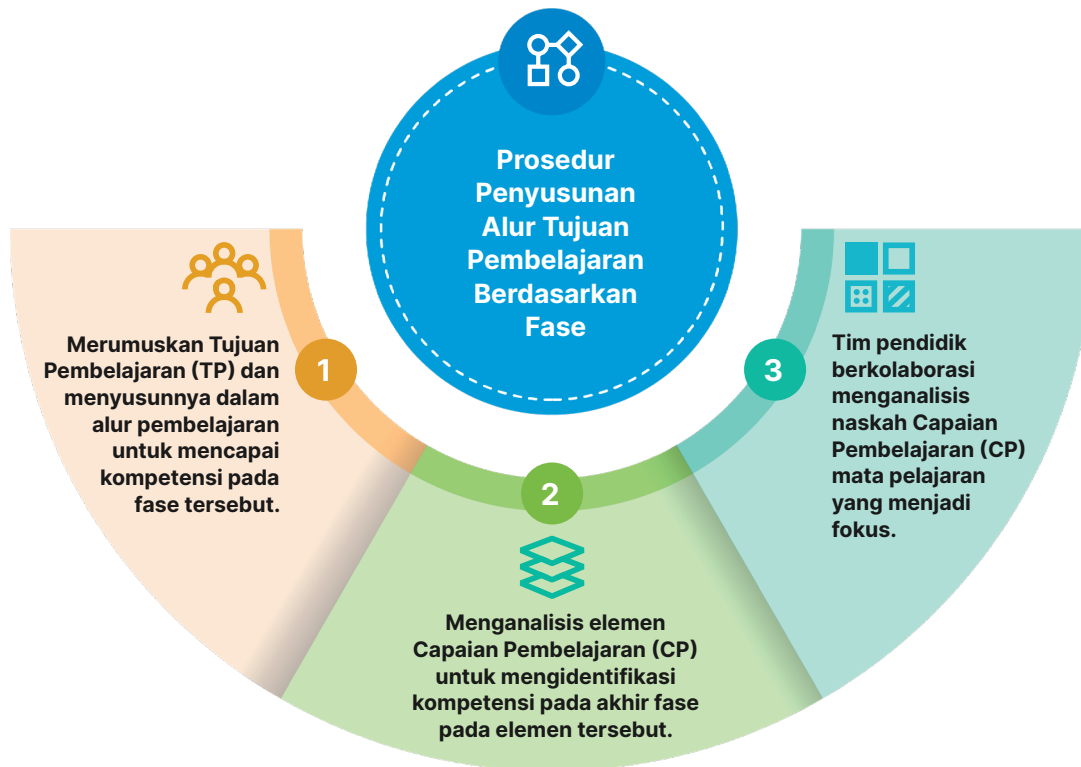 Prosedur
Penyusunan
Alur Tujuan
Pembelajaran
Berdasarkan
Fase
1
Merumuskan Tujuan
Pembelajaran (TP) dan
menyusunnya dalam
alur pembelajaran
untuk mencapai
kompetensi pada
fase tersebut.
2
Menganalisis elemen
Capaian Pembelajaran (CP)
untuk mengidentifikasi
kompetensi pada akhir fase
pada elemen tersebut.
3
Tim pendidik
berkolaborasi
menganalisis
naskah Capaian
Pembelajaran (CP)
mata pelajaran
yang menjadi
fokus.